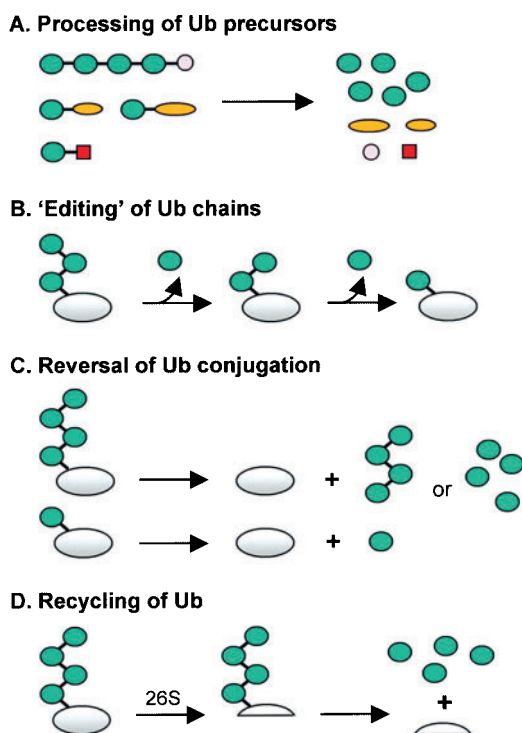 A. Processing of Ub precursors
B. 'Editing' of Ub chains
C. Reversal of Ub conjugation
+
or
+
D. Recycling of Ub
26S
+